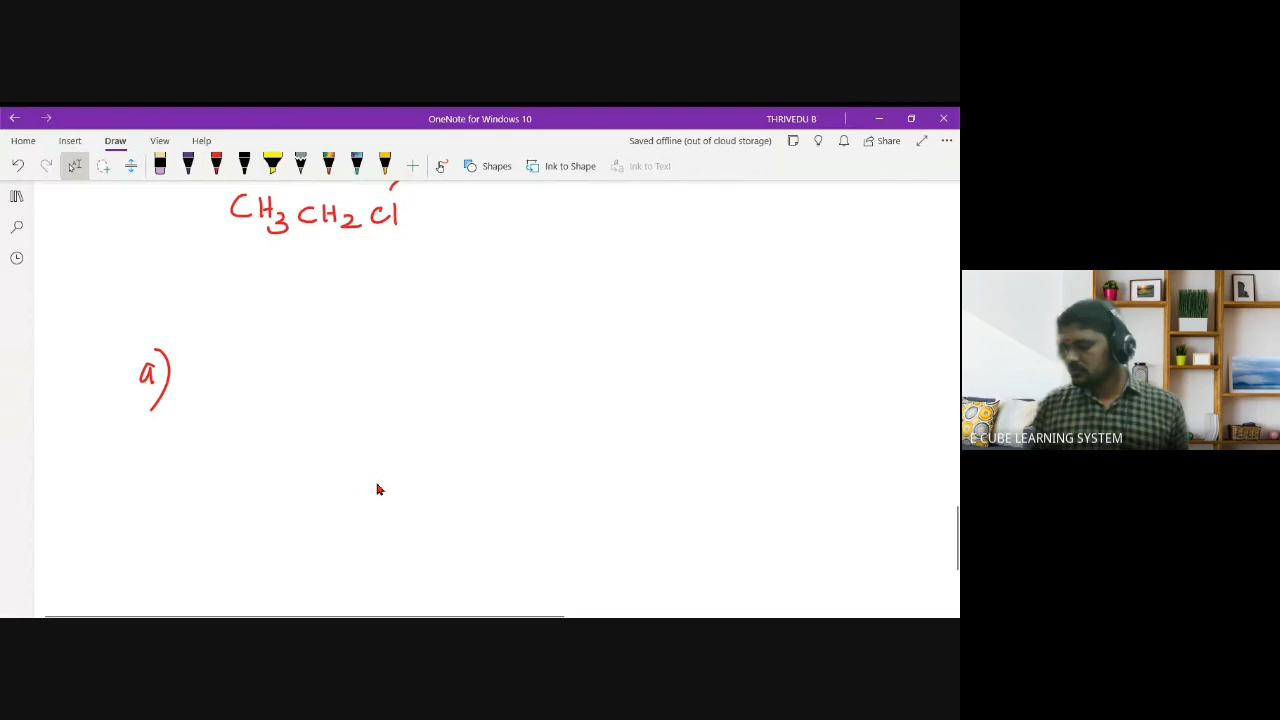 OneNote for Windows 10
THRIVEDU B
Home Insert Draw View Help
Saved offline (out of cloud storage)
Share
Shapes
Ink to Shape
Ink to Text
CH3CH2Cl
a)
E CUBE LEARNING SYSTEM